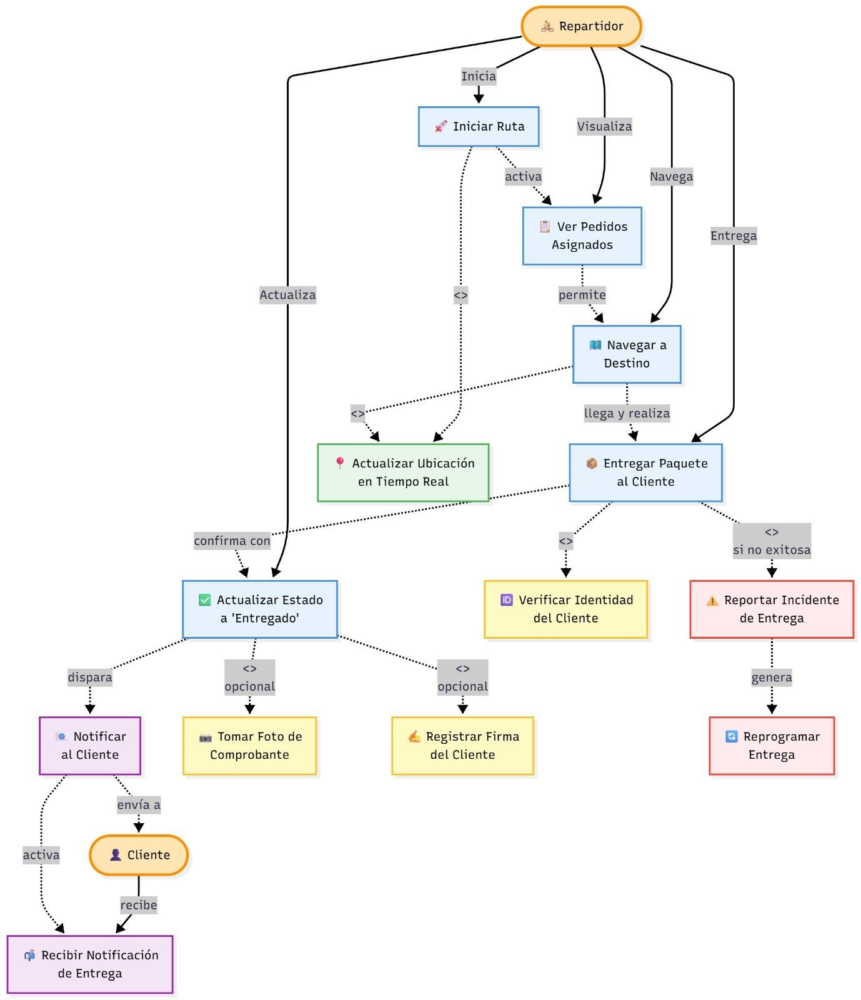 Repartidor
Inicia
Iniciar Ruta
Visualiza
activa
Navega
Ver Pedidos
Asignados
Entrega
Actualiza
<>
permite
Navegar a
Destino
<>
llega y realiza
Actualizar Ubicación
en Tiempo Real
Entregar Paquete
al Cliente
confirma con
<>
<>
si no exitosa
Actualizar Estado
a 'Entregado'
Verificar Identidad
del Cliente
Reportar Incidente
de Entrega
dispara
<>
opcional
<>
opcional
genera
Notificar
al Cliente
Tomar Foto de
Comprobante
Registrar Firma
del Cliente
Reprogramar
Entrega
envía a
activa
Cliente
recibe
Recibir Notificación
de Entrega